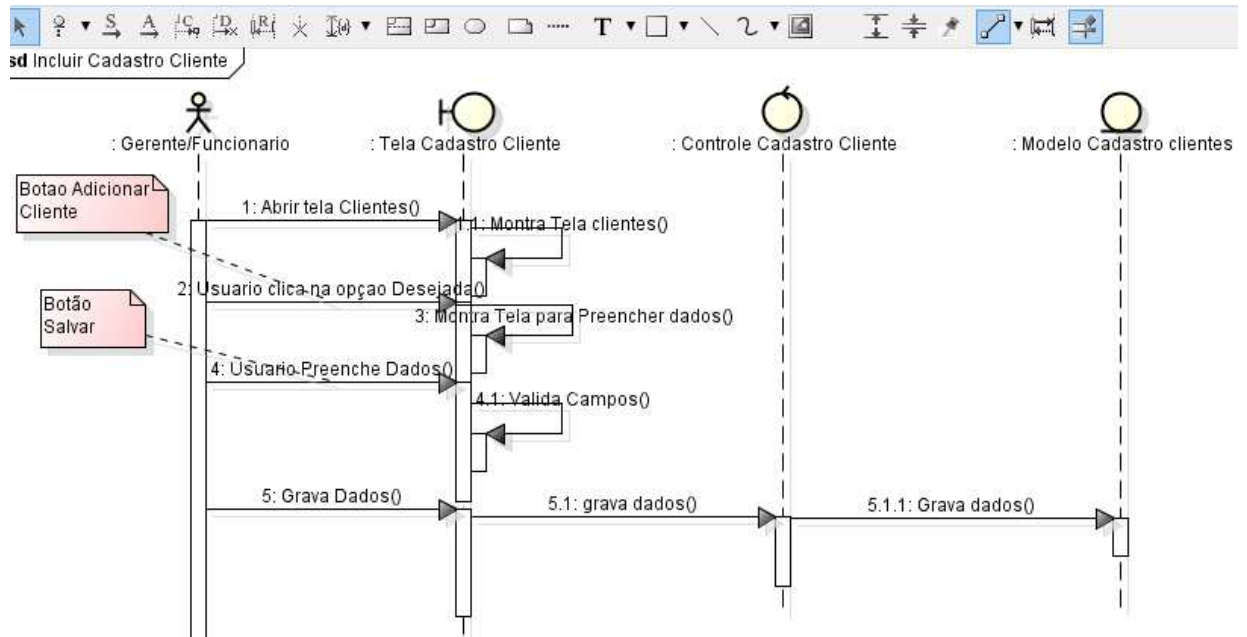 sd Incluir Cadastro Cliente
: Gerente/Funcionario
: Tela Cadastro Cliente
: Controle Cadastro Cliente
: Modelo Cadastro clientes
Botao Adicionar
Cliente
1: Abrir tela Clientes()
1.1: Montra Tela clientes()
2: Usuario clica na opçao Desejada()
Botão
Salvar
3: Montra Tela para Preencher dados()
4: Usuario Preenche Dados()
4.1: Valida Campos()
5: Grava Dados()
5.1: grava dados()
5.1.1: Grava dados()